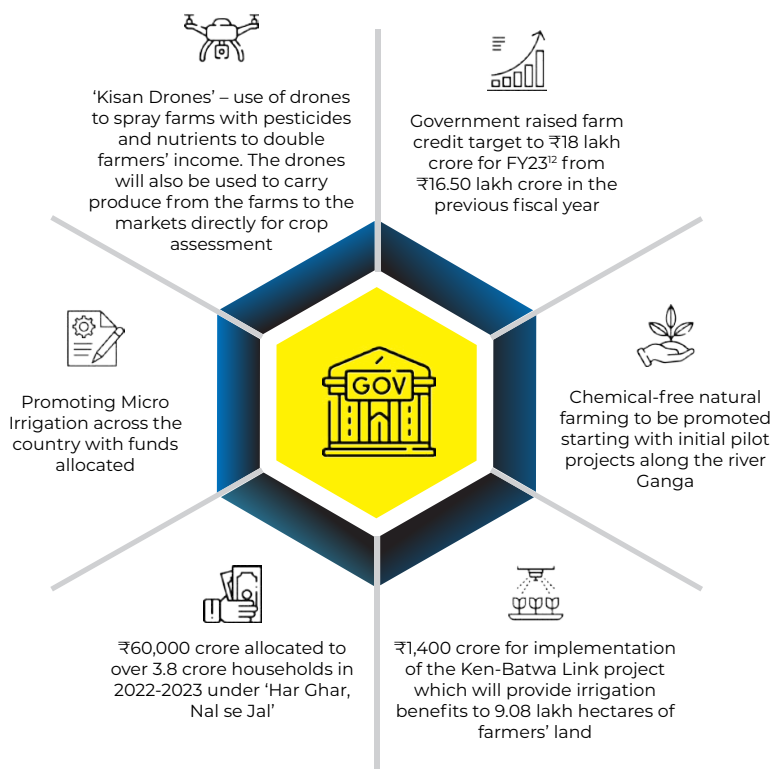 ‘Kisan Drones’ – use of drones
to spray farms with pesticides
and nutrients to double
farmers’ income. The drones
will also be used to carry
produce from the farms to the
markets directly for crop
assessment
Government raised farm
credit target to ₹18 lakh
crore for FY23¹² from
₹16.50 lakh crore in the
previous fiscal year
Promoting Micro
Irrigation across the
country with funds
allocated
GOV
Chemical-free natural
farming to be promoted
starting with initial pilot
projects along the river
Ganga
₹60,000 crore allocated to
over 3.8 crore households in
2022-2023 under ‘Har Ghar,
Nal se Jal’
₹1,400 crore for implementation
of the Ken-Batwa Link project
which will provide irrigation
benefits to 9.08 lakh hectares of
farmers’ land